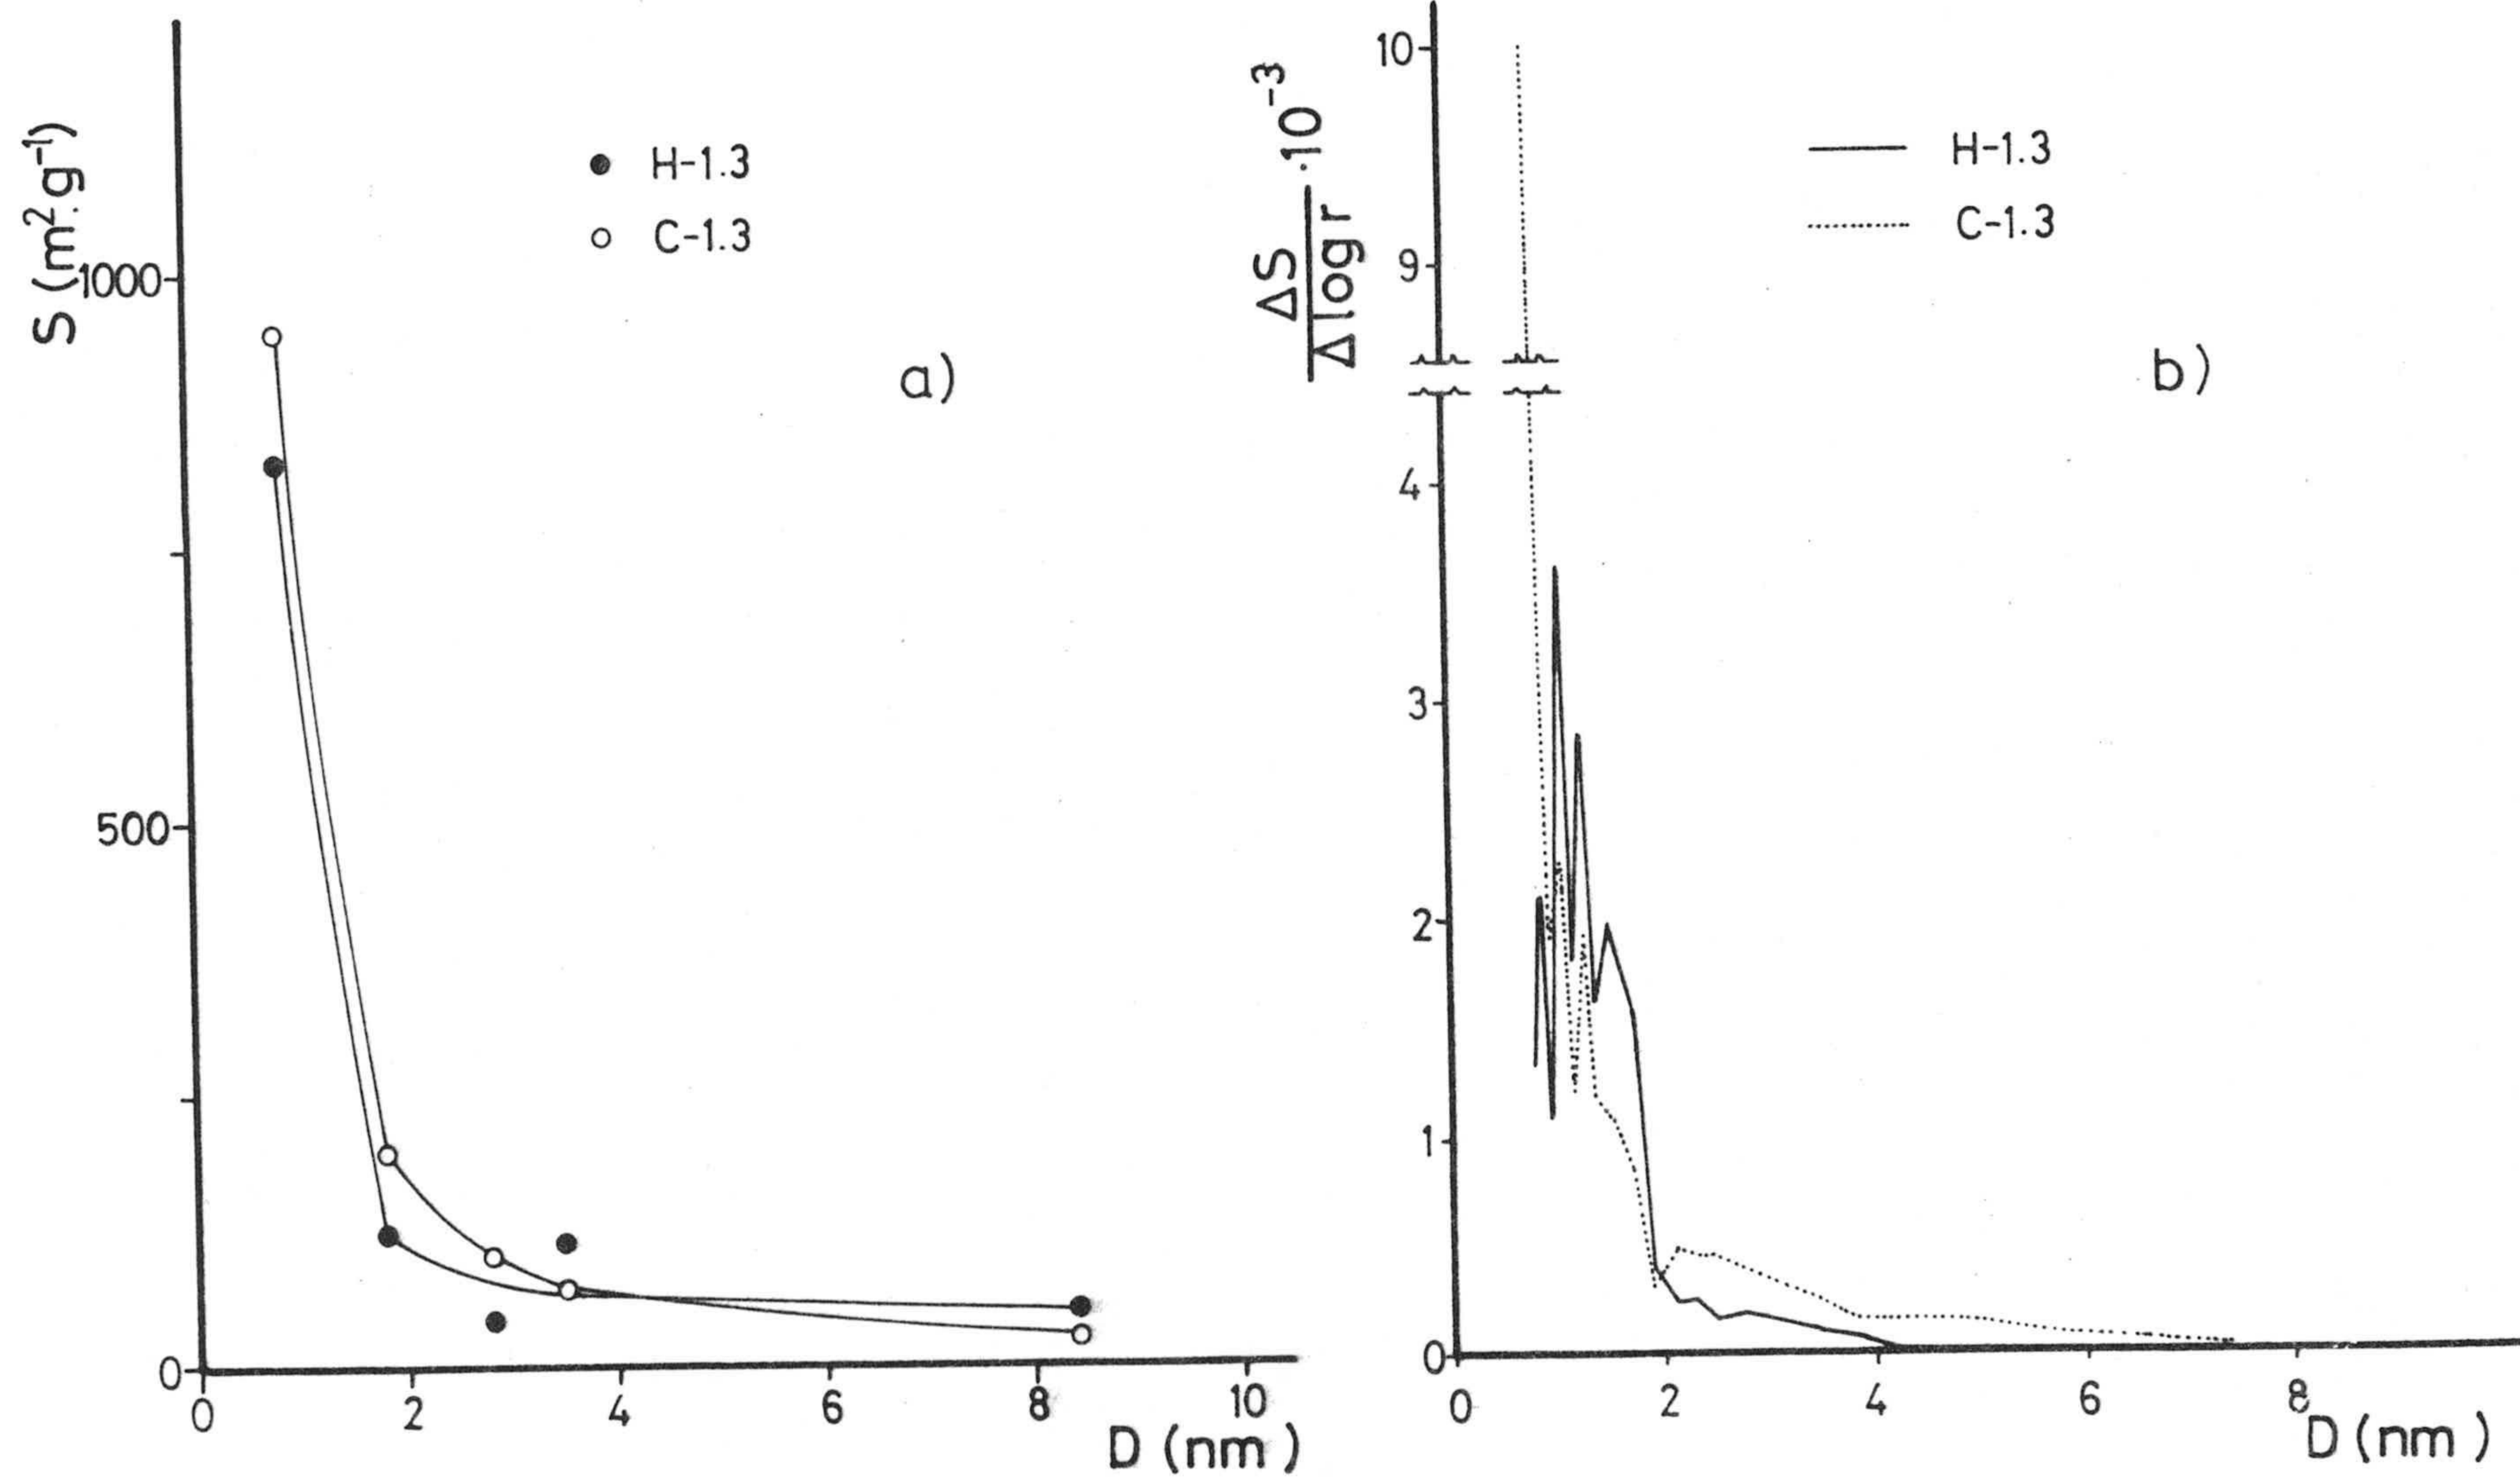 S (m².g⁻¹)
1000
500
0
0 2 4 6 8 10
D (nm)
H-1.3
C-1.3
a)
ΔS
Δlog r
·10⁻³
10
9
4
3
2
1
0
0 2 4 6 8
D (nm)
H-1.3
C-1.3
b)